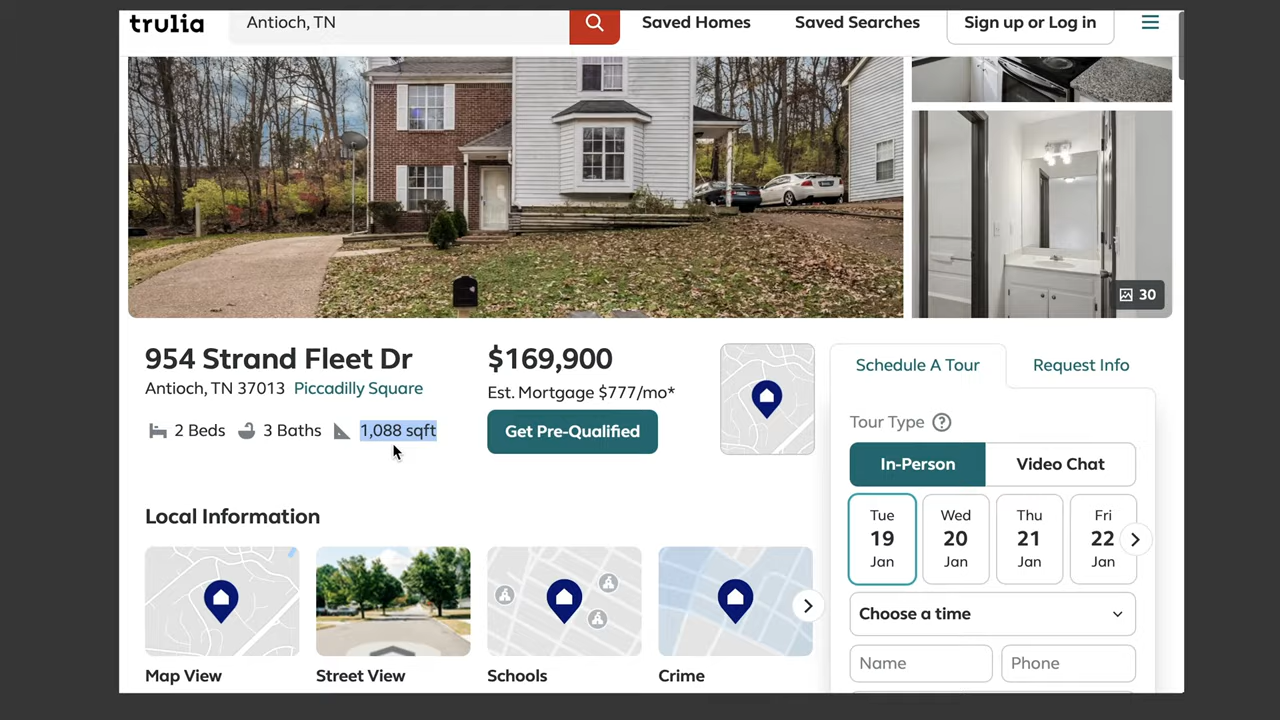 trulia
Antioch, TN
Saved Homes
Saved Searches
Sign up or Log in
30
954 Strand Fleet Dr
Antioch, TN 37013 Piccadilly Square
2 Beds 3 Baths 1,088 sqft
$169,900
Est. Mortgage $777/mo*
Get Pre-Qualified
Schedule A Tour
Request Info
Tour Type ?
In-Person
Video Chat
Tue
19
Jan
Wed
20
Jan
Thu
21
Jan
Fri
22
Jan
Choose a time
Name
Phone
Local Information
Map View
Street View
Schools
Crime